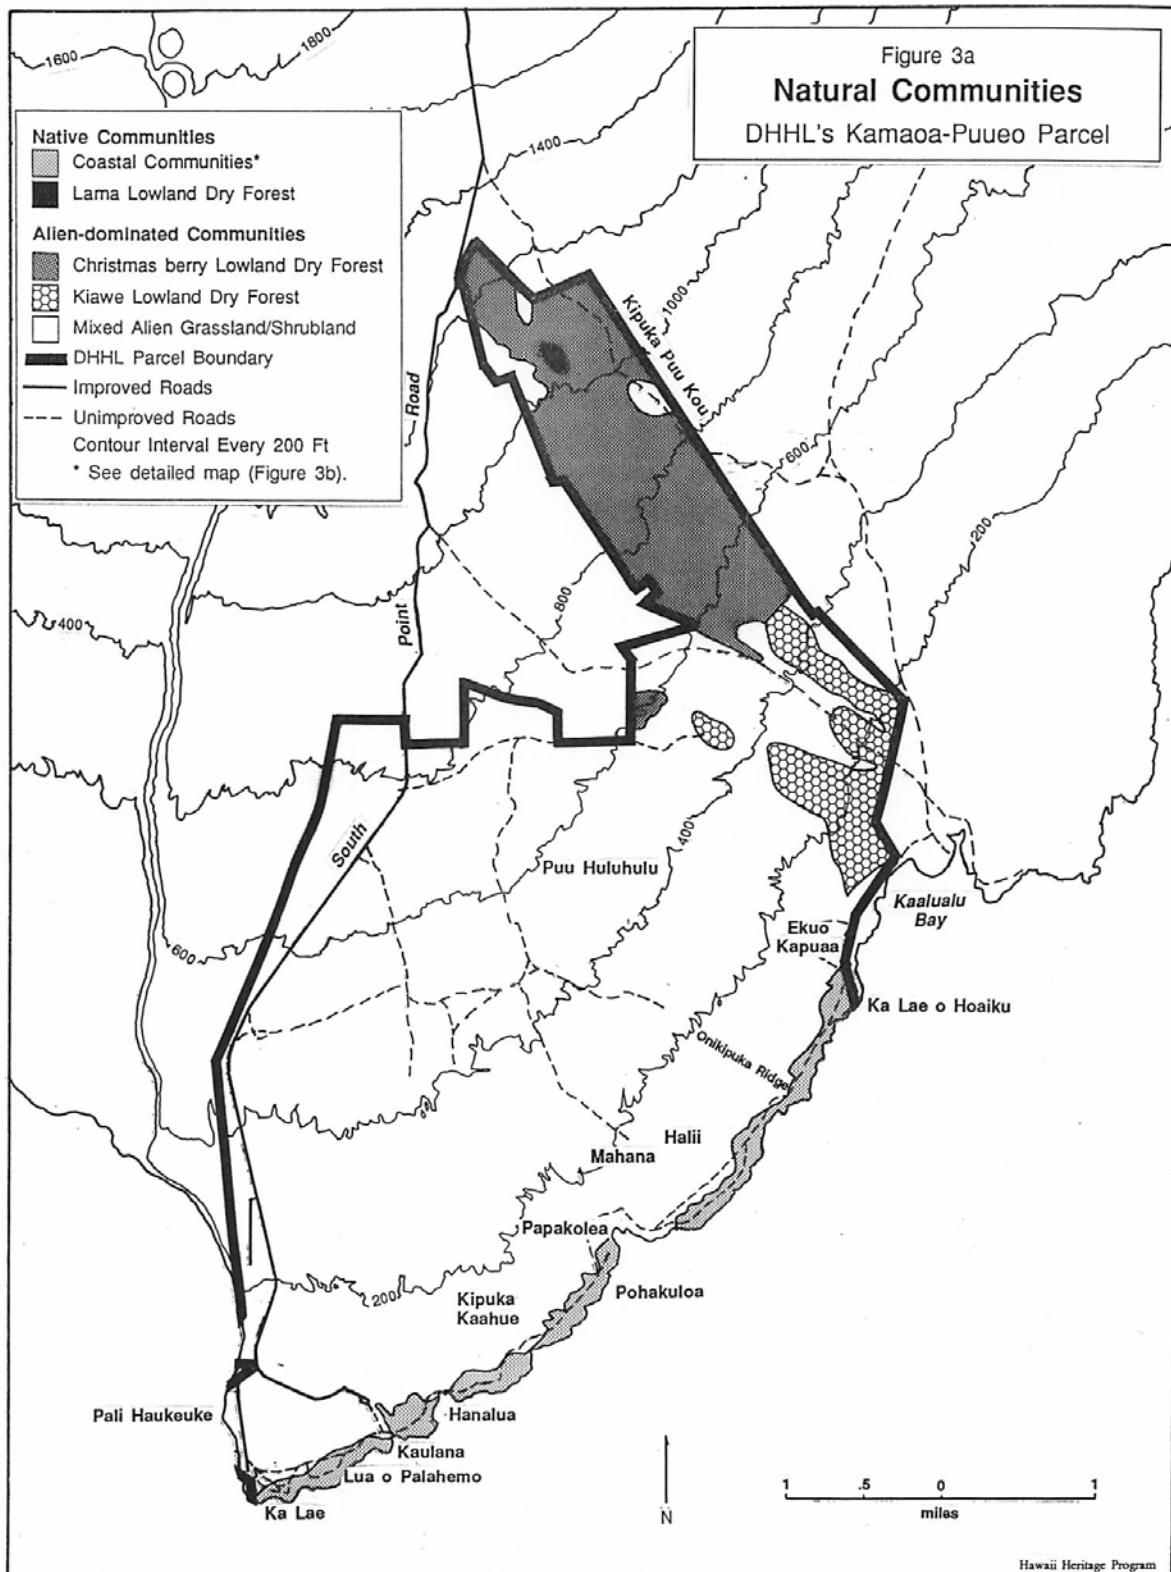 Figure 3a
Natural Communities
DHHL's Kamaoa-Puueo Parcel
Native Communities
Coastal Communities*
Lama Lowland Dry Forest
Alien-dominated Communities
Christmas berry Lowland Dry Forest
Kiawe Lowland Dry Forest
Mixed Alien Grassland/Shrubland
DHHL Parcel Boundary
Improved Roads
Unimproved Roads
Contour Interval Every 200 Ft
* See detailed map (Figure 3b).
1600
1800
1400
1000
Kipuka Puu Kou
Road
600
200
800
400
Point
South
Puu Huluhulu
400
600
Kaalualu
Bay
Ekuo
Kapuaa
Ka Lae o Hoaiku
Onikipuka Ridge
Halii
Mahana
Papakolea
Pohakuloa
200
Kipuka
Kaahue
Pali Haukeuke
Hanalua
Kaulana
Lua o Palahemo
Ka Lae
N
1 .5 0 1
miles
Hawaii Heritage Program